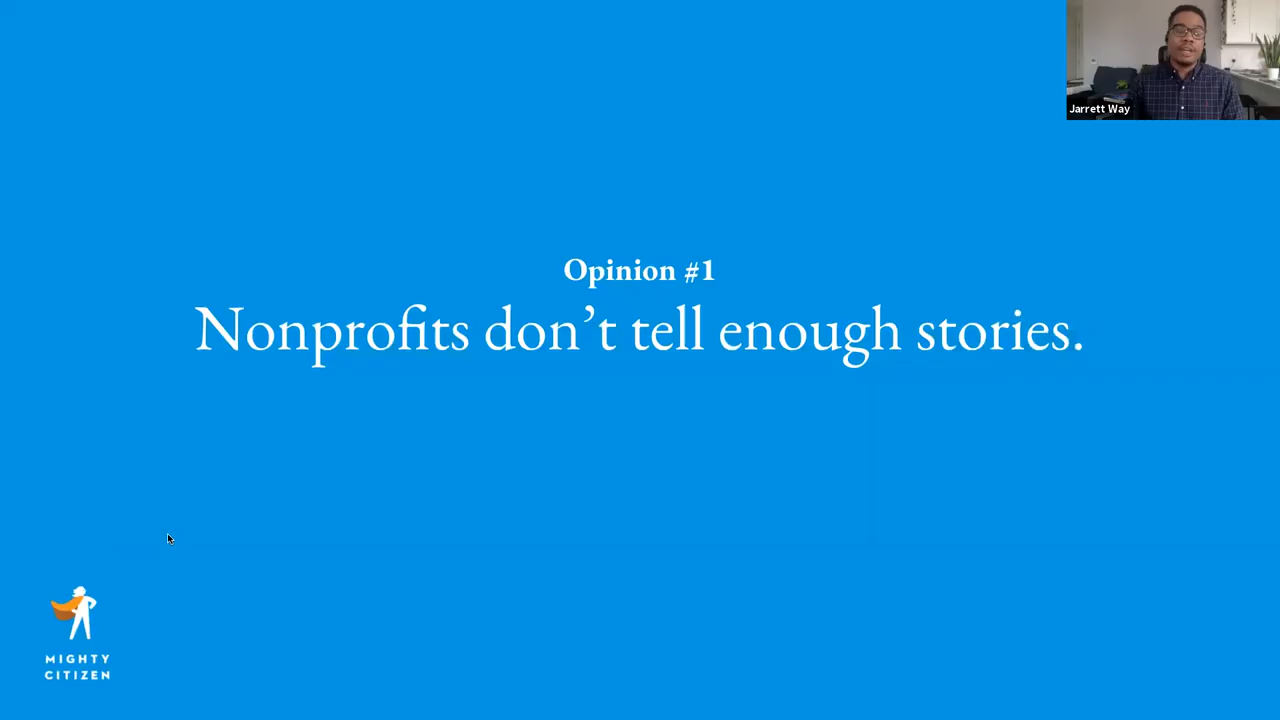 Jarrett Way
Opinion #1
Nonprofits don’t tell enough stories.
MIGHTY
CITIZEN